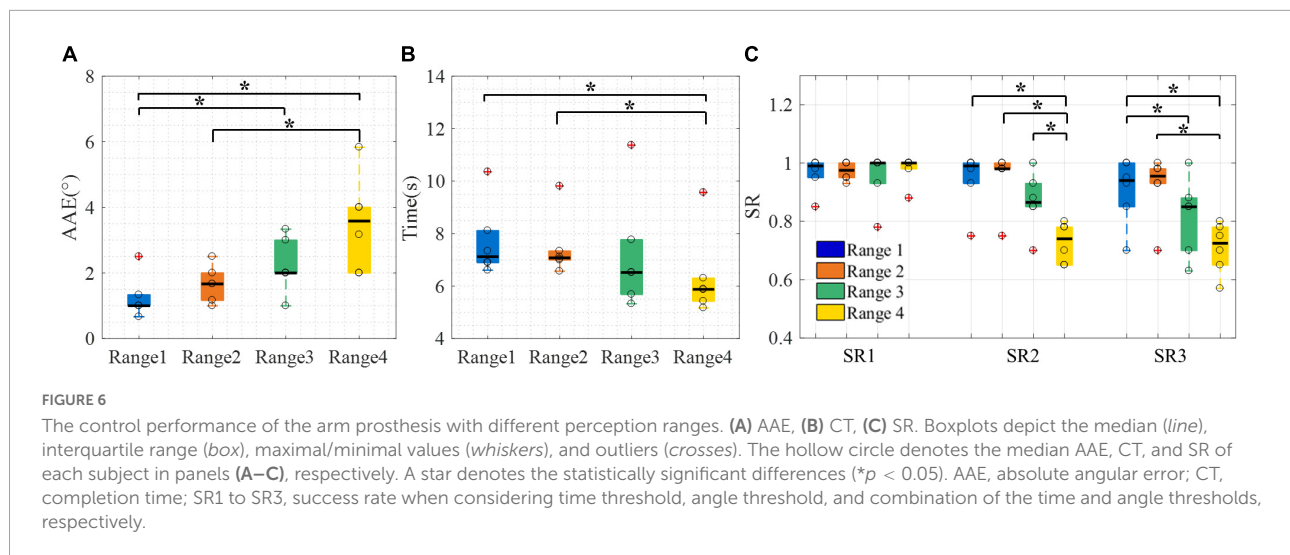 A
B
C
8
6
4
2
0
AAE(°)
* * *
Range1 Range2 Range3 Range4
14
12
10
8
6
4
Time(s)
* *
Range1 Range2 Range3 Range4
1.2
1
0.8
0.6
0.4
SR
* * * * * *
Range 1
Range 2
Range 3
Range 4
SR1 SR2 SR3
FIGURE 6
The control performance of the arm prosthesis with different perception ranges. (A) AAE, (B) CT, (C) SR. Boxplots depict the median (line),
interquartile range (box), maximal/minimal values (whiskers), and outliers (crosses). The hollow circle denotes the median AAE, CT, and SR of
each subject in panels (A–C), respectively. A star denotes the statistically significant differences (*p < 0.05). AAE, absolute angular error; CT,
completion time; SR1 to SR3, success rate when considering time threshold, angle threshold, and combination of the time and angle thresholds,
respectively.